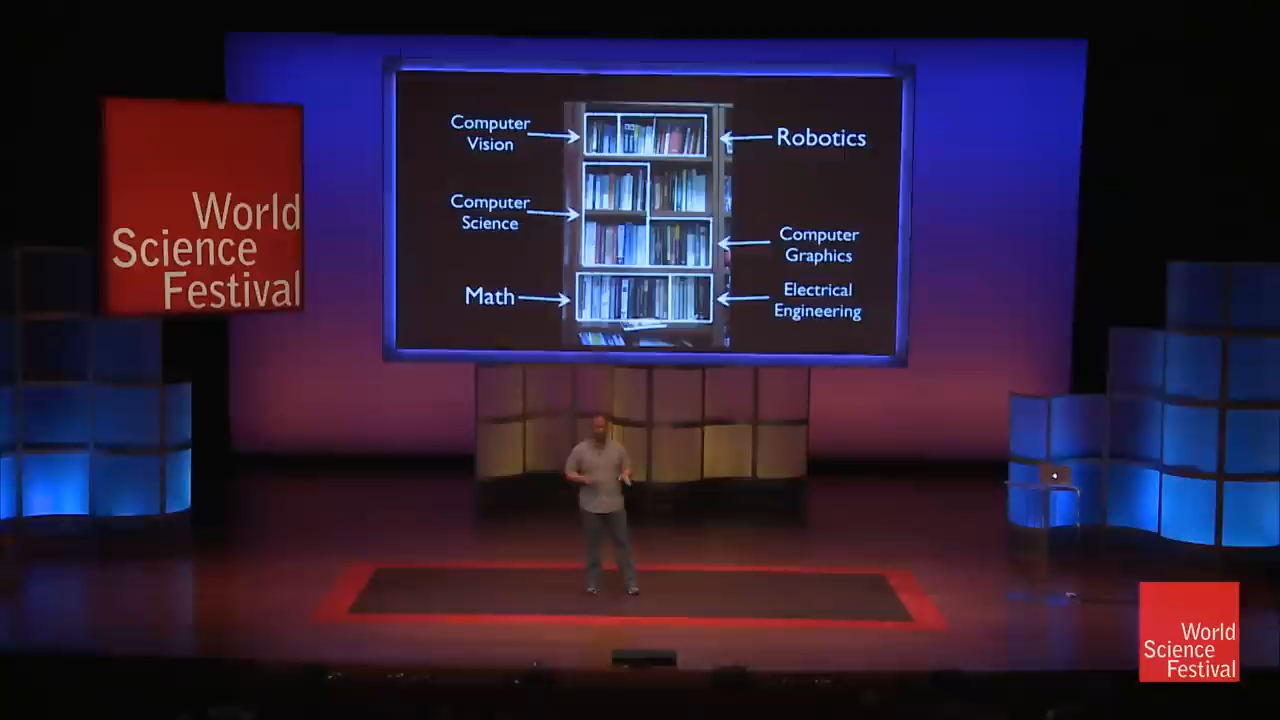 World
Science
Festival
Computer
Vision
Robotics
Computer
Science
Computer
Graphics
Math
Electrical
Engineering
World
Science
Festival